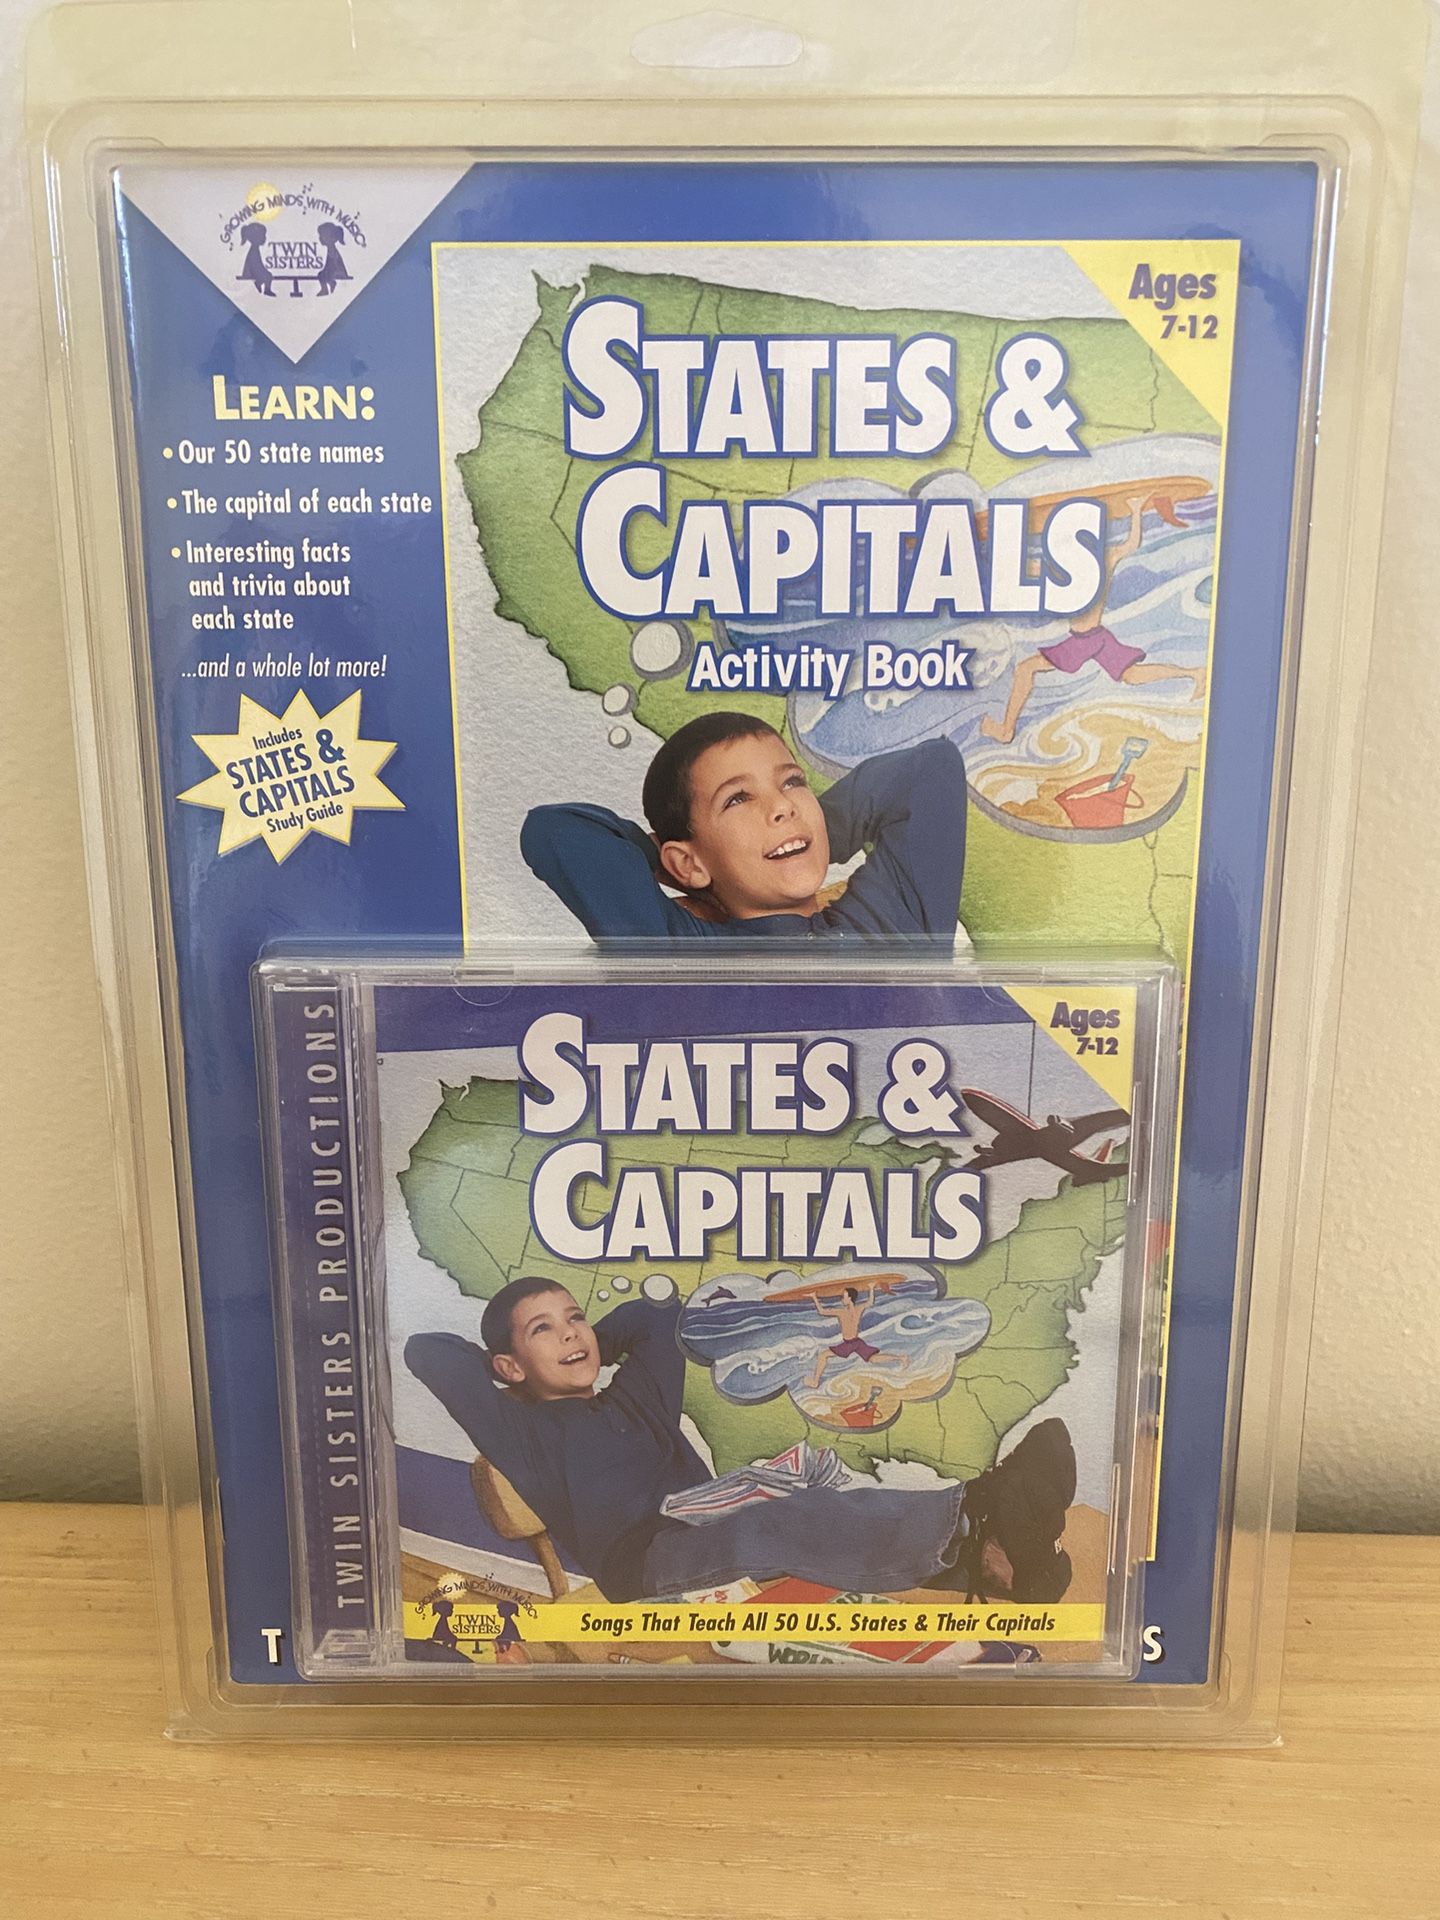 GROWING MINDS WITH MUSIC
TWIN
SISTERS
Ages
7-12
STATES &
CAPITALS
Activity Book
LEARN:
• Our 50 state names
• The capital of each state
• Interesting facts
and trivia about
each state
...and a whole lot more!
Includes
STATES &
CAPITALS
Study Guide
TWIN SISTERS PRODUCTIONS
Ages
7-12
STATES &
CAPITALS
GROWING MINDS WITH MUSIC
TWIN
SISTERS
Songs That Teach All 50 U.S. States & Their Capitals
T
S